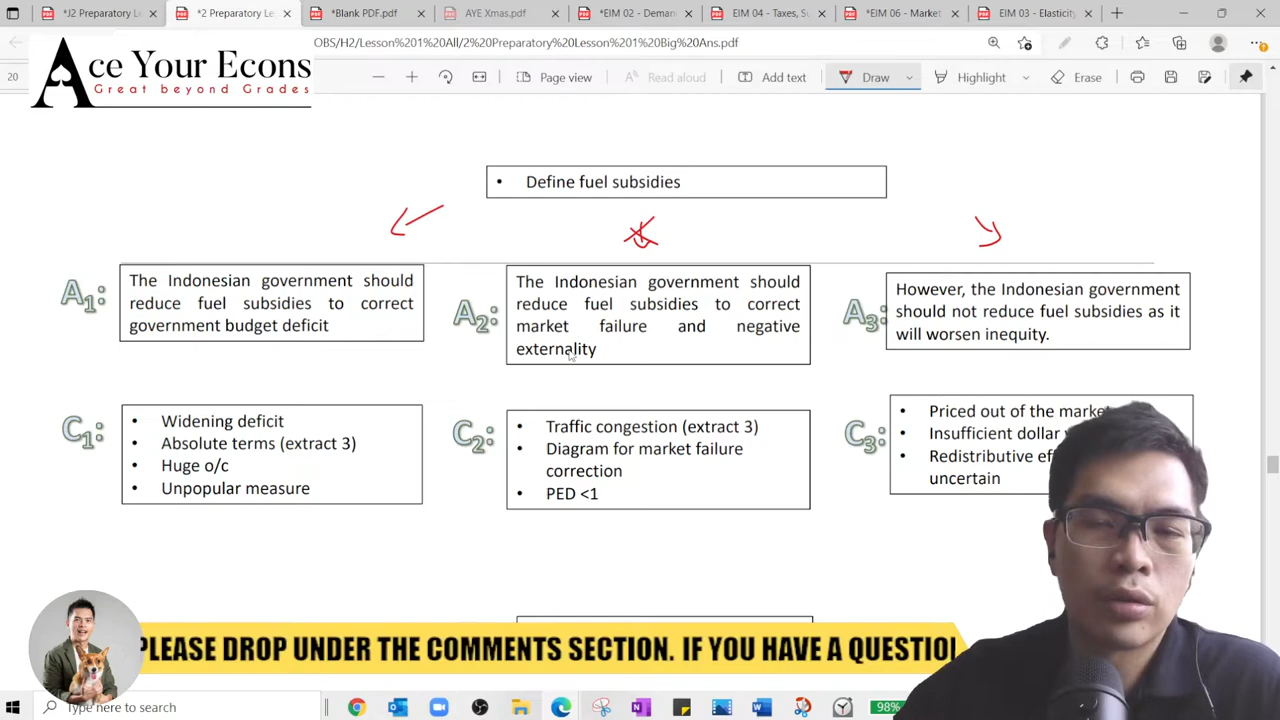 *J2 Preparatory L
*2 Preparatory Le
*Blank PDF.pdf
AYE Xmas.pdf
*EIM 02 - Deman
EIM 04 - Taxes, Su
*EIM 06 - Market
EIM 03 - Elasticity
OBS/H2/Lesson%201%20All/2%20Preparatory%20Lesson%201%20Big%20Ans.pdf
Ace Your Econs
Great beyond Grades
20
Page view
Read aloud
Add text
Draw
Highlight
Erase
• Define fuel subsidies
A1:
The Indonesian government should
reduce fuel subsidies to correct
government budget deficit
A2:
The Indonesian government should
reduce fuel subsidies to correct
market failure and negative
externality
A3:
However, the Indonesian government
should not reduce fuel subsidies as it
will worsen inequity.
C1:
• Widening deficit
• Absolute terms (extract 3)
• Huge o/c
• Unpopular measure
C2:
• Traffic congestion (extract 3)
• Diagram for market failure
correction
• PED <1
C3:
• Priced out of the marke
• Insufficient dollar
• Redistributive ef
uncertain
PLEASE DROP UNDER THE COMMENTS SECTION. IF YOU HAVE A QUESTION
Type here to search
98%